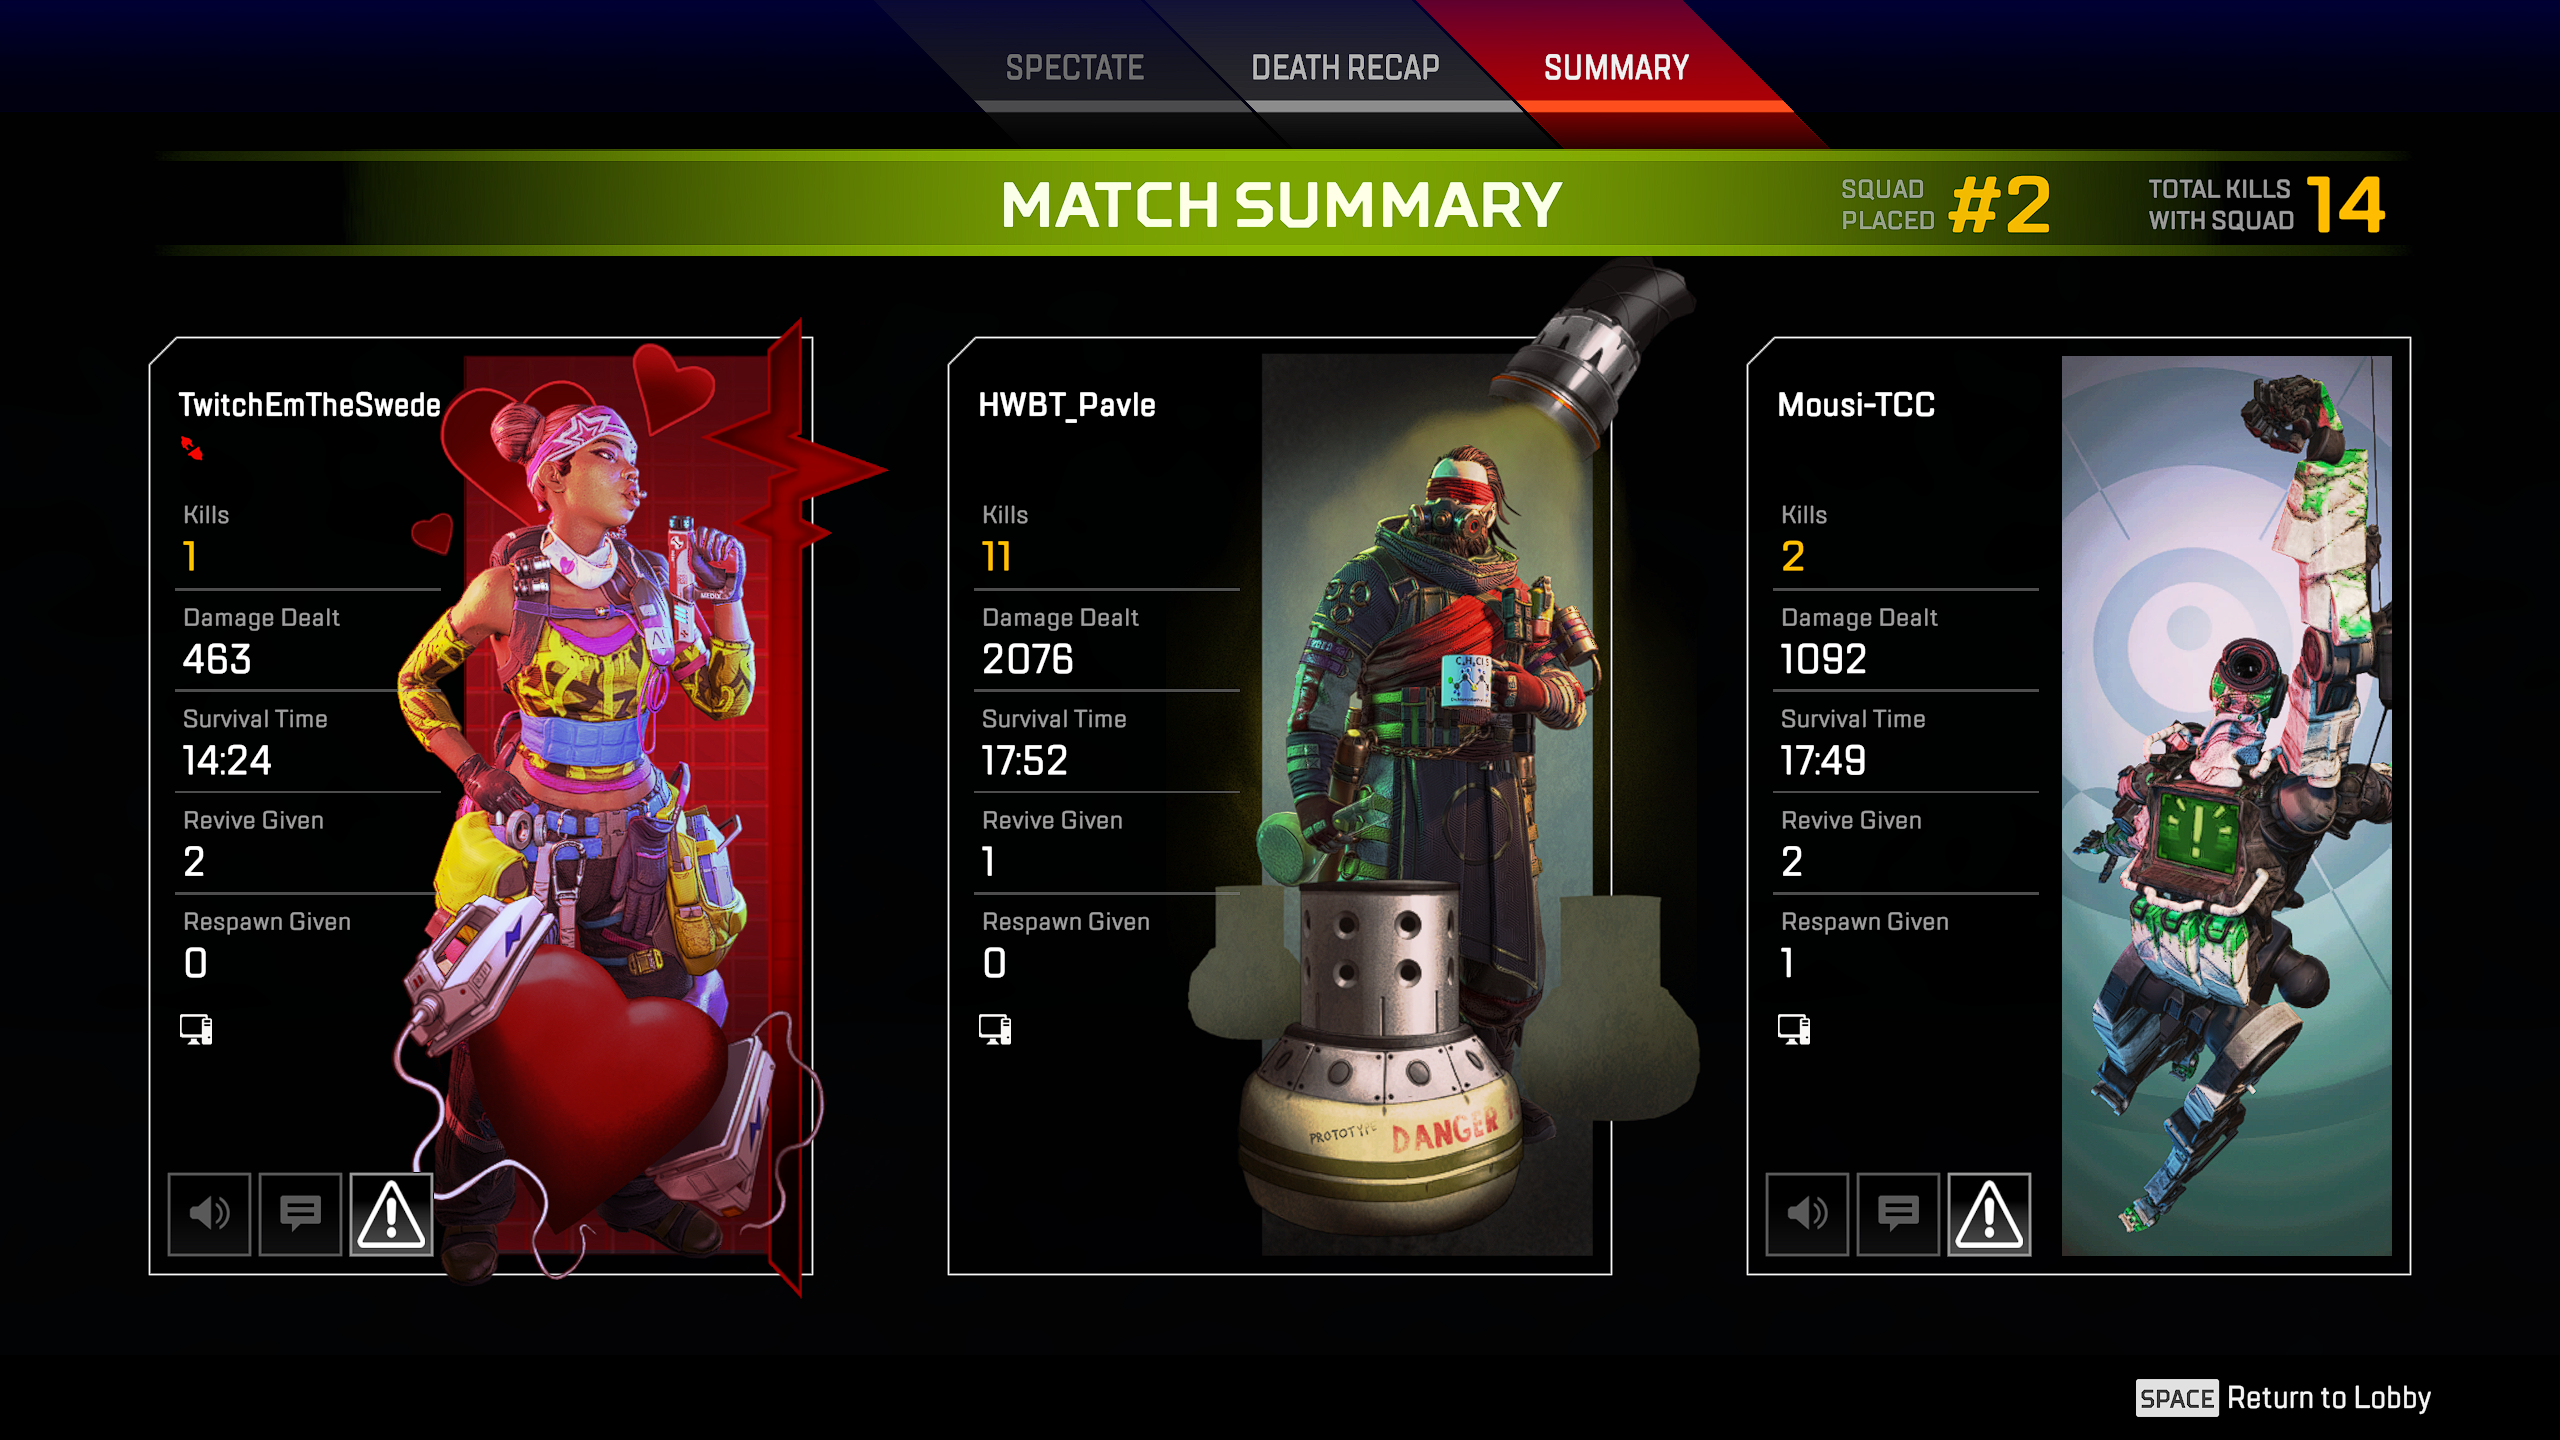 SPECTATE
DEATH RECAP
SUMMARY
MATCH SUMMARY
SQUAD
PLACED
#2
TOTAL KILLS
WITH SQUAD
14
TwitchEmTheSwede
Kills
1
Damage Dealt
463
Survival Time
14:24
Revive Given
2
Respawn Given
0
HWBT_Pavle
Kills
11
Damage Dealt
2076
Survival Time
17:52
Revive Given
1
Respawn Given
0
PROTOTYPE
DANGER
Mousi-TCC
Kills
2
Damage Dealt
1092
Survival Time
17:49
Revive Given
2
Respawn Given
1
SPACE Return to Lobby